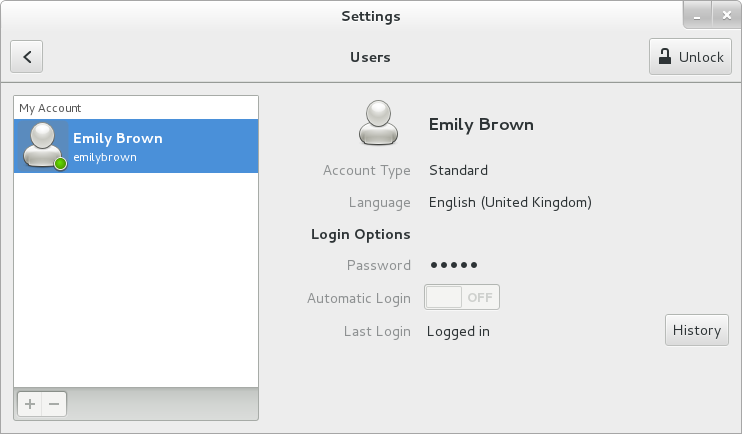 Settings
Users
Unlock
My Account
Emily Brown
emilybrown
Emily Brown
Account Type Standard
Language English (United Kingdom)
Login Options
Password •••••
Automatic Login OFF
Last Login Logged in History